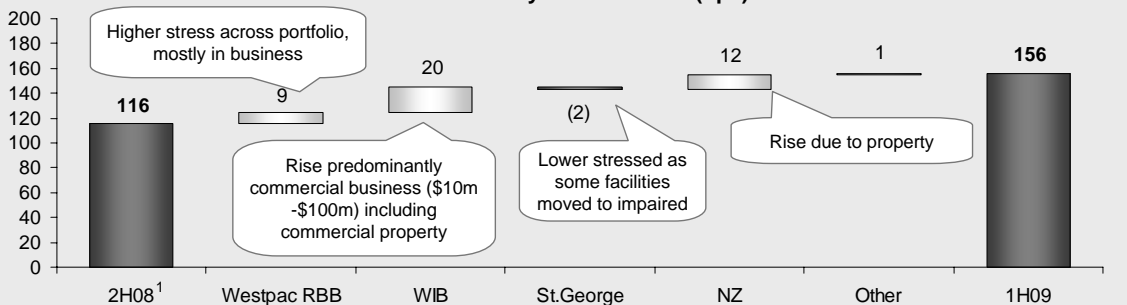 200
180
160
140
120
100
80
60
40
20
0
Higher stress across portfolio,
mostly in business
116
9
20
(2)
12
1
156
Rise predominantly
commercial business ($10m
-$100m) including
commercial property
Lower stressed as
some facilities
moved to impaired
Rise due to property
2H08¹
Westpac RBB
WIB
St.George
NZ
Other
1H09